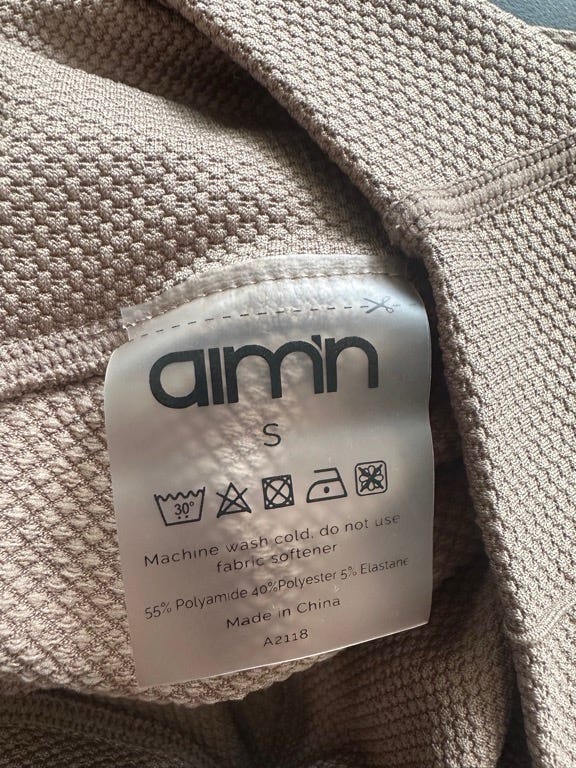 aim'n
S
30°
Machine wash cold, do not use
fabric softener
55% Polyamide 40%Polyester 5% Elastane
Made in China
A2118